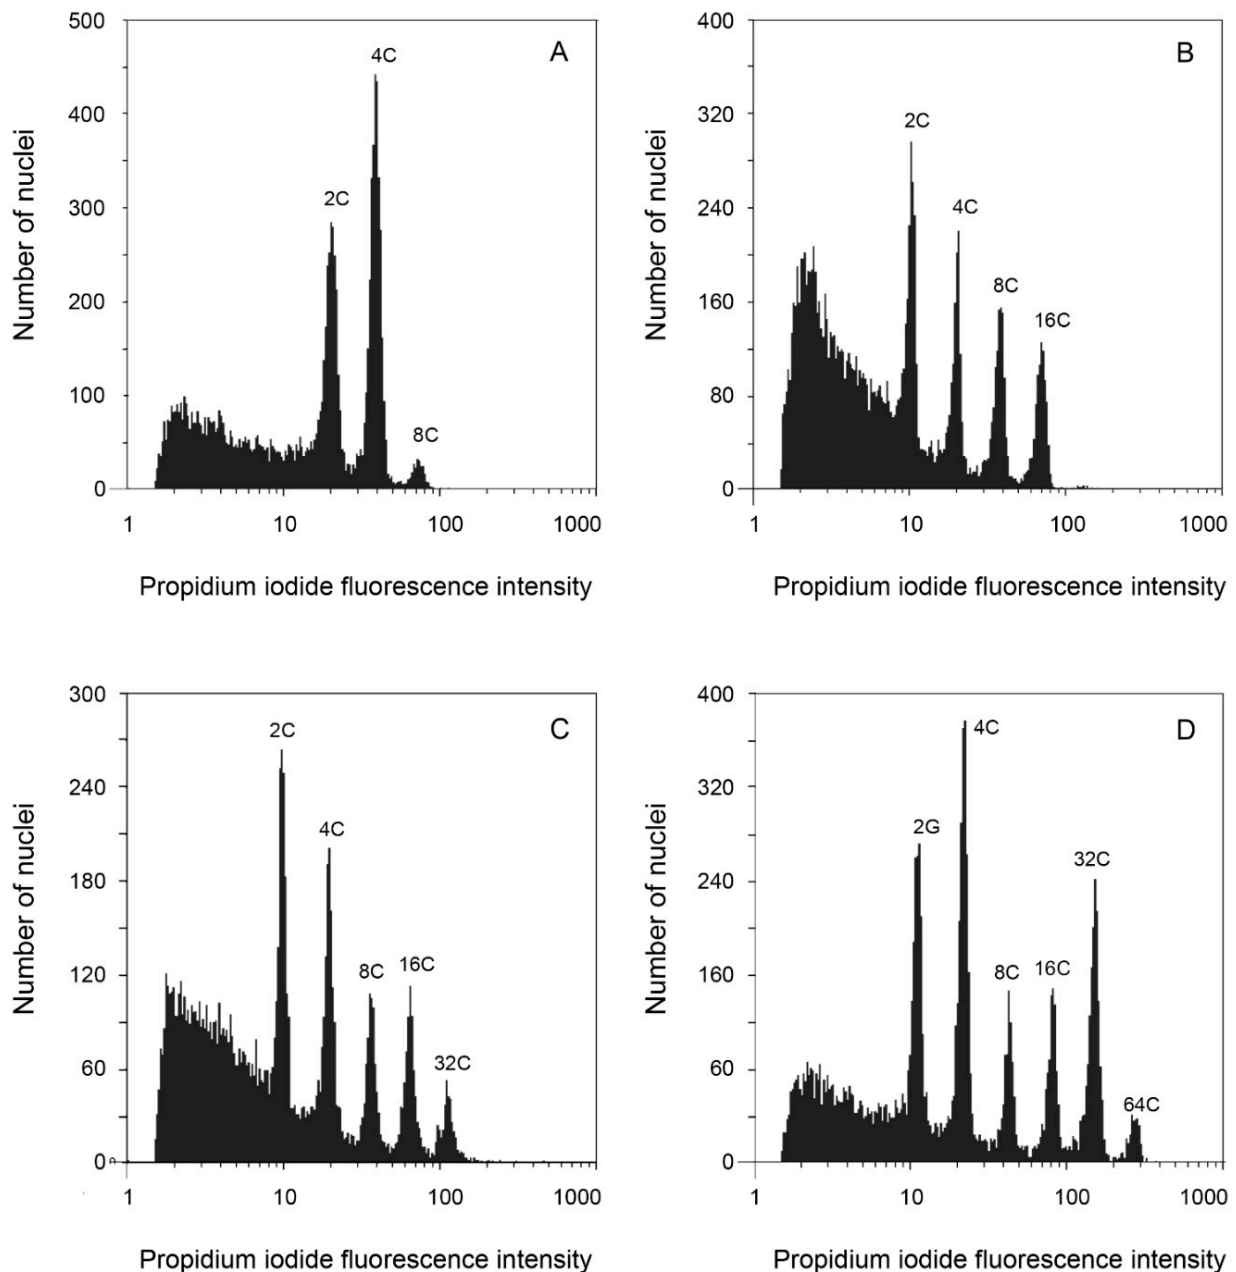 500
400
300
200
100
0
Number of nuclei
A
2C
4C
8C
1
10
100
1000
Propidium iodide fluorescence intensity
400
320
240
160
80
0
Number of nuclei
B
2C
4C
8C
16C
1
10
100
1000
Propidium iodide fluorescence intensity
300
240
180
120
60
0
Number of nuclei
C
2C
4C
8C
16C
32C
1
10
100
1000
Propidium iodide fluorescence intensity
400
320
240
160
60
0
Number of nuclei
D
2G
4C
8C
16C
32C
64C
1
10
100
1000
Propidium iodide fluorescence intensity